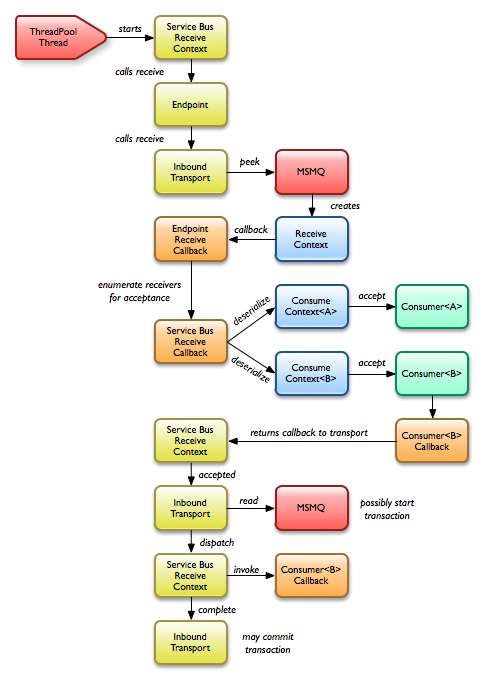 ThreadPool
Thread
starts
Service Bus
Receive
Context
calls receive
Endpoint
calls receive
Inbound
Transport
peek
MSMQ
creates
Endpoint
Receive
Callback
callback
Receive
Context
enumerate receivers
for acceptance
Service Bus
Receive
Callback
deserialize
Consume
Context<A>
accept
Consumer<A>
deserialize
Consume
Context<B>
accept
Consumer<B>
Service Bus
Receive
Context
returns callback to transport
Consumer<B>
Callback
accepted
Inbound
Transport
read
MSMQ
possibly start
transaction
dispatch
Service Bus
Receive
Context
invoke
Consumer<B>
Callback
complete
Inbound
Transport
may commit
transaction